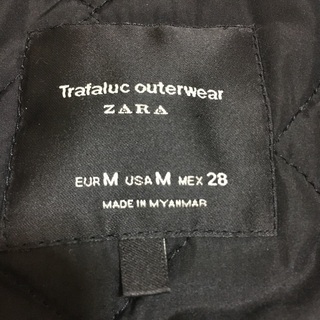 Trafaluc outerwear
ZARA
EUR M USA M MEX 28
MADE IN MYANMAR